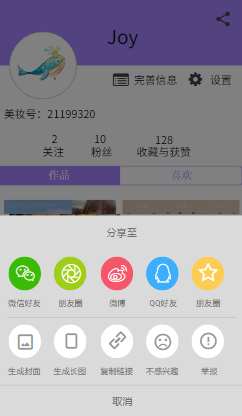 Joy
完善信息 设置
美妆号：21199320
2 10 128
关注 粉丝 收藏与获赞
作品 喜欢
分享至
微信好友 朋友圈 微博 QQ好友 朋友圈
生成封面 生成长图 复制链接 不感兴趣 举报
取消